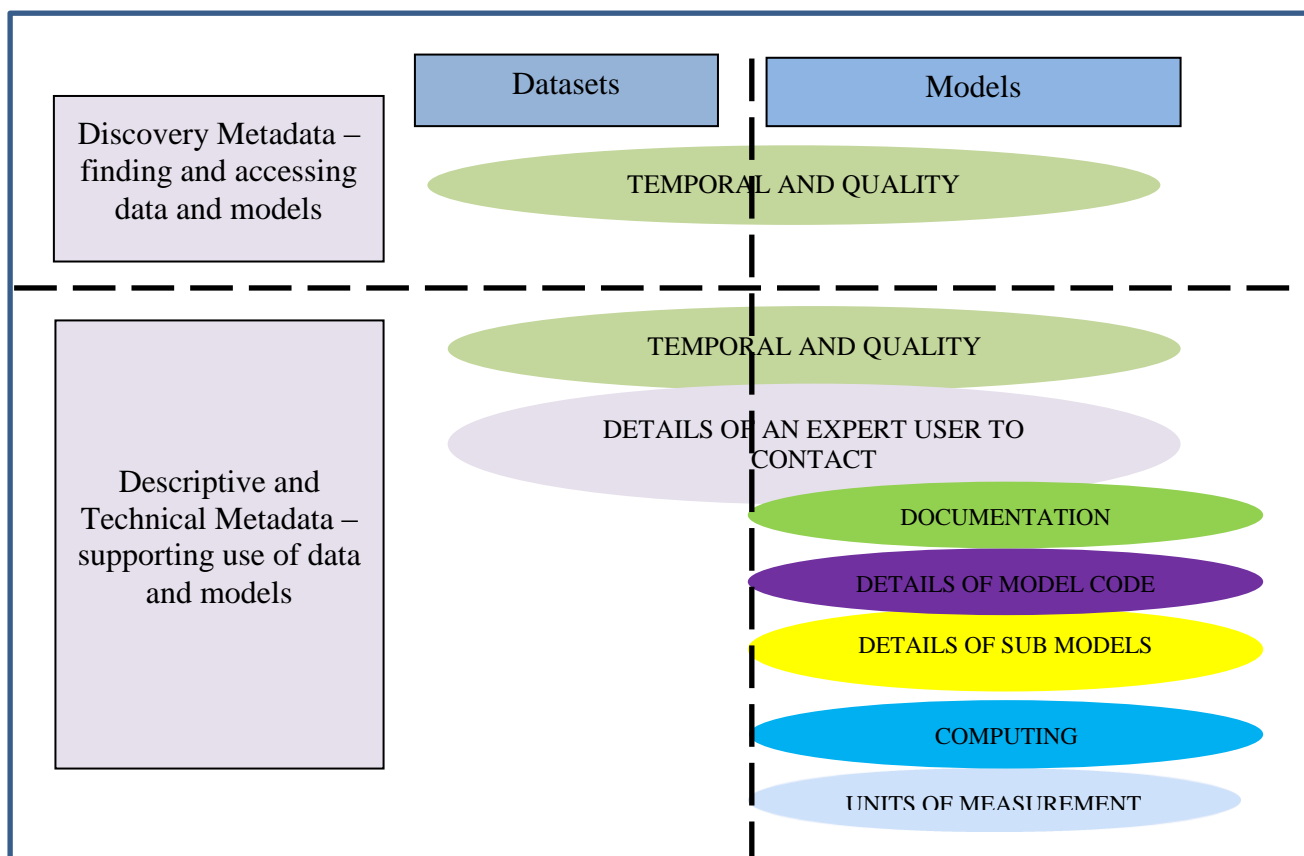 Datasets
Models
Discovery Metadata –
finding and accessing
data and models
TEMPORAL AND QUALITY
TEMPORAL AND QUALITY
DETAILS OF AN EXPERT USER TO
CONTACT
Descriptive and
Technical Metadata –
supporting use of data
and models
DOCUMENTATION
DETAILS OF MODEL CODE
DETAILS OF SUB MODELS
COMPUTING
UNITS OF MEASUREMENT